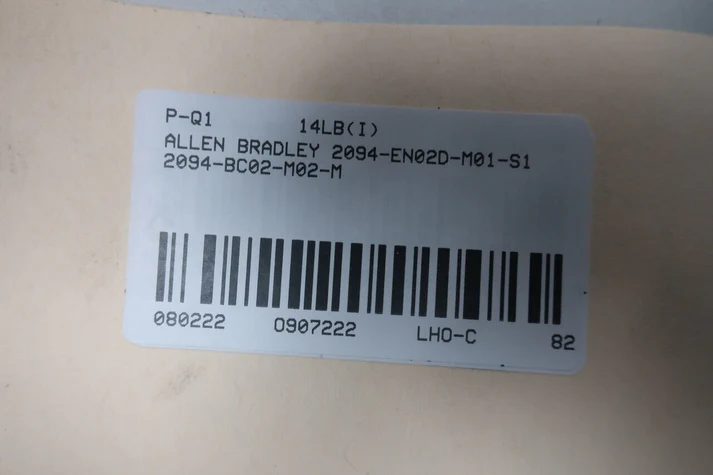 P-Q1 14LB(I)
ALLEN BRADLEY 2094-EN02D-M01-S1
2094-BC02-M02-M
080222 0907222 LHO-C 82